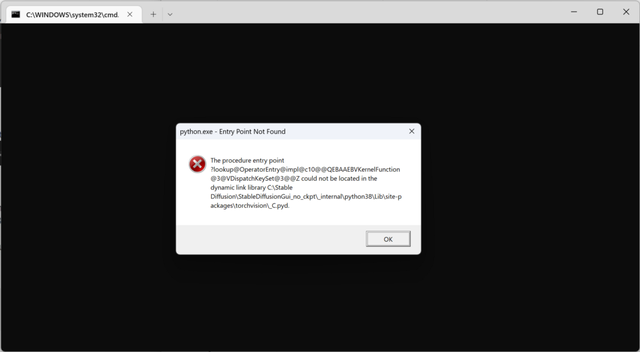 C:\WINDOWS\system32\cmd.
python.exe - Entry Point Not Found
The procedure entry point
?lookup@OperatorEntry@impl@c10@@QEBAAEBVKernelFunction
@3@VDispatchKeySet@3@@Z could not be located in the
dynamic link library C:\Stable
Diffusion\StableDiffusionGui_no_ckpt\_internal\python38\Lib\site-p
ackages\torchvision\_C.pyd.
OK